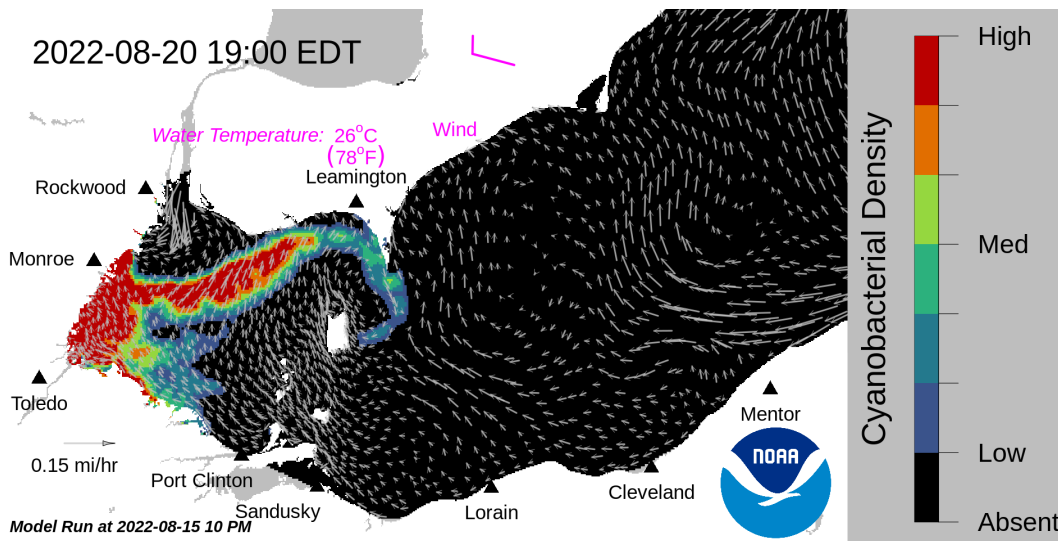 2022-08-20 19:00 EDT
Wind
Water Temperature: 26°C
(78°F)
Leamington
Rockwood
Monroe
Toledo
0.15 mi/hr
Port Clinton
Sandusky
Lorain
Cleveland
Mentor
NOAA
Model Run at 2022-08-15 10 PM
Cyanobacterial Density
High
Med
Low
Absent